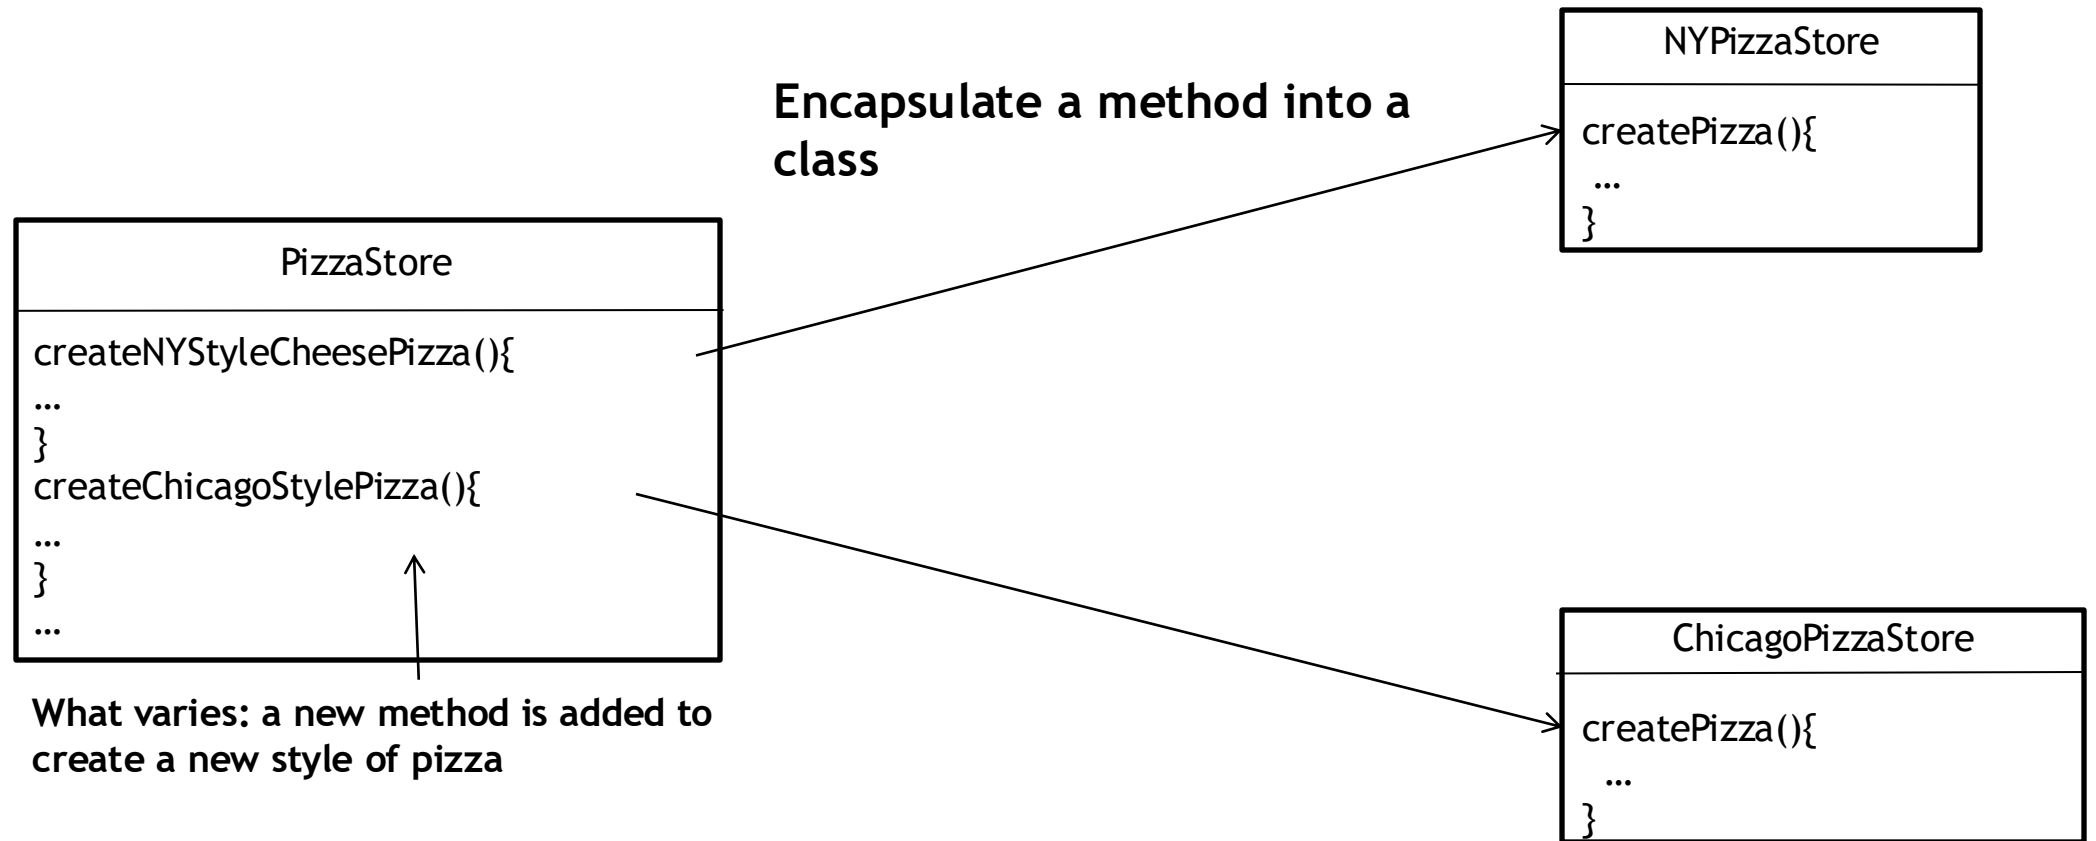 NYPizzaStore
createPizza(){
…
}
Encapsulate a method into a
class
PizzaStore
createNYStyleCheesePizza(){
…
}
createChicagoStylePizza(){
…
}
…
What varies: a new method is added to
create a new style of pizza
ChicagoPizzaStore
createPizza(){
…
}